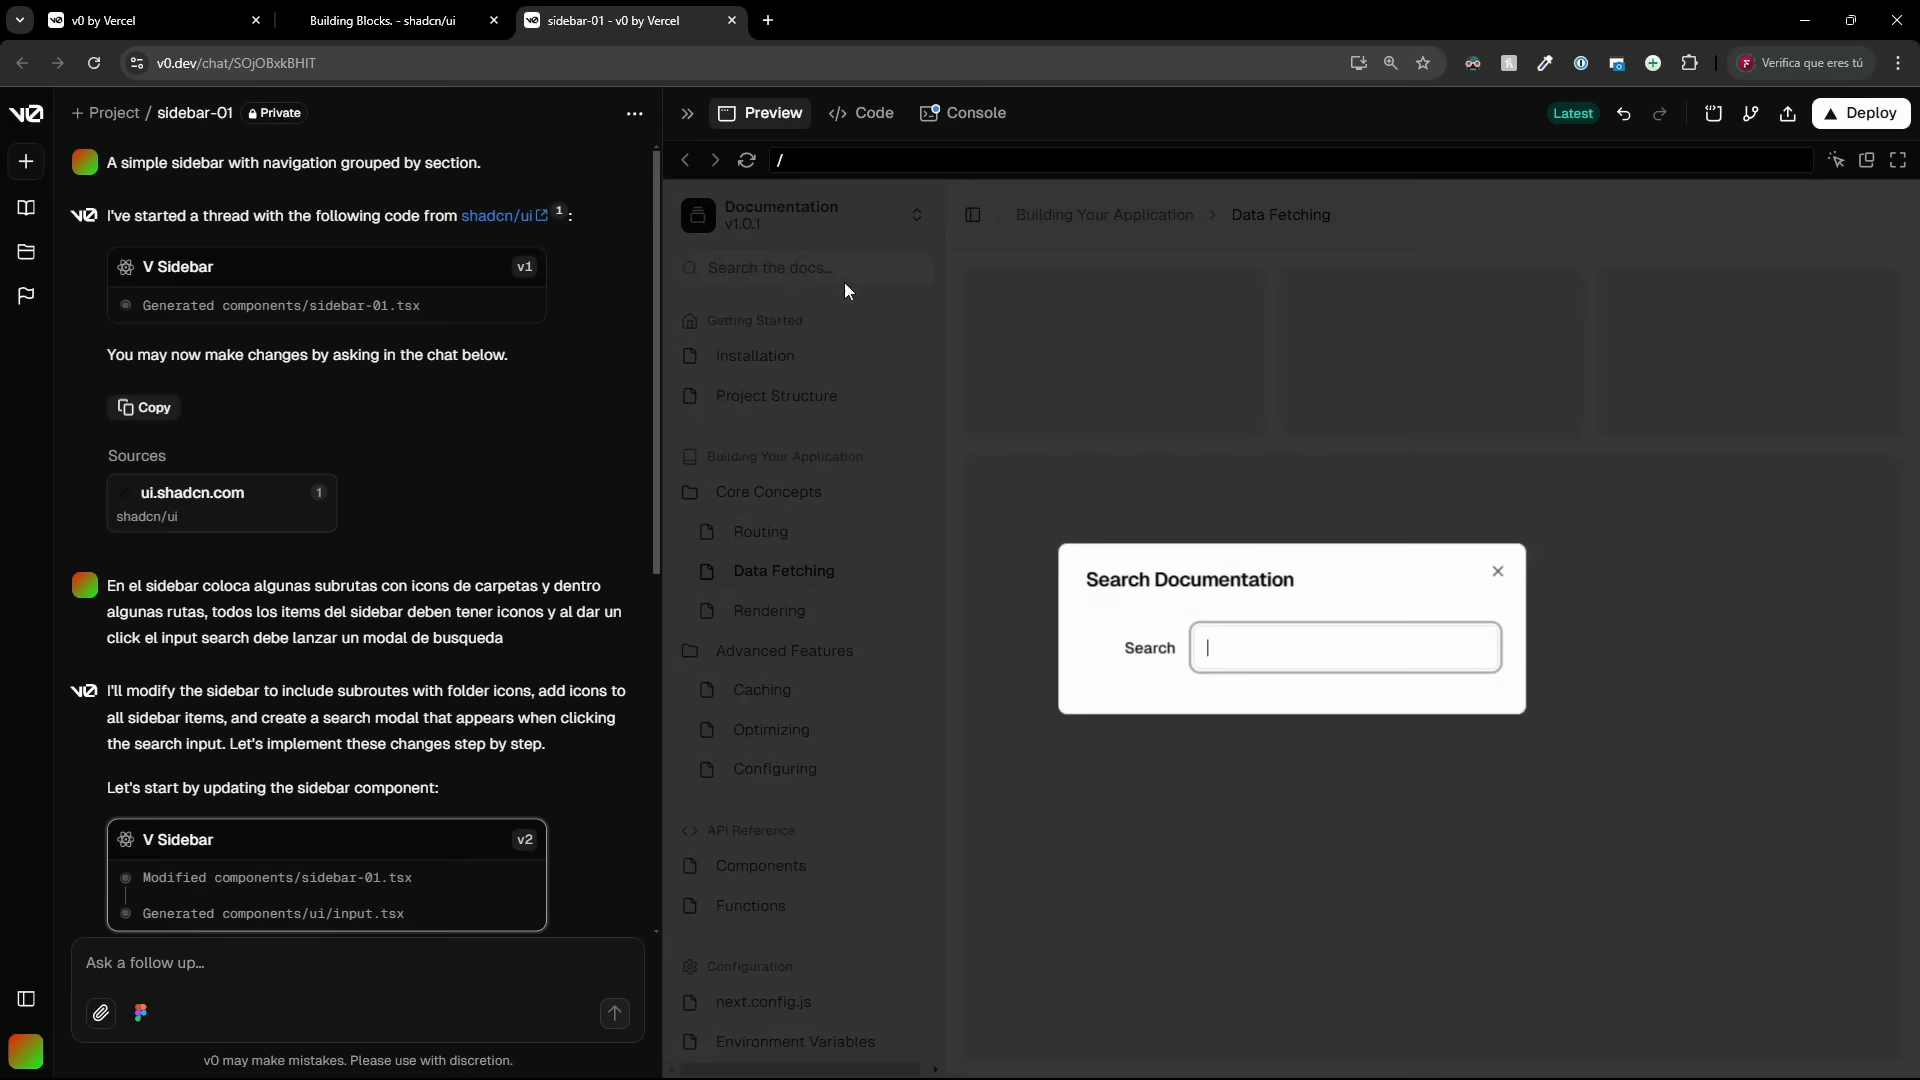 v0 by Vercel
Building Blocks. - shadcn/ui
sidebar-01 - v0 by Vercel
v0.dev/chat/SOjOBxkBHIT
Verifica que eres tú
Project / sidebar-01 Private
A simple sidebar with navigation grouped by section.
I've started a thread with the following code from shadcn/ui 1 :
V Sidebar v1
Generated components/sidebar-01.tsx
You may now make changes by asking in the chat below.
Copy
Sources
ui.shadcn.com 1
shadcn/ui
En el sidebar coloca algunas subrutas con icons de carpetas y dentro
algunas rutas, todos los items del sidebar deben tener iconos y al dar un
click el input search debe lanzar un modal de busqueda
I'll modify the sidebar to include subroutes with folder icons, add icons to
all sidebar items, and create a search modal that appears when clicking
the search input. Let's implement these changes step by step.
Let's start by updating the sidebar component:
V Sidebar v2
Modified components/sidebar-01.tsx
Generated components/ui/input.tsx
Ask a follow up...
v0 may make mistakes. Please use with discretion.
Preview
Code
Console
Latest
Deploy
/
Documentation
v1.0.1
Search the docs...
Getting Started
Installation
Project Structure
Building Your Application
Core Concepts
Routing
Data Fetching
Rendering
Advanced Features
Caching
Optimizing
Configuring
API Reference
Components
Functions
Configuration
next.config.js
Environment Variables
Building Your Application > Data Fetching
Search Documentation
Search